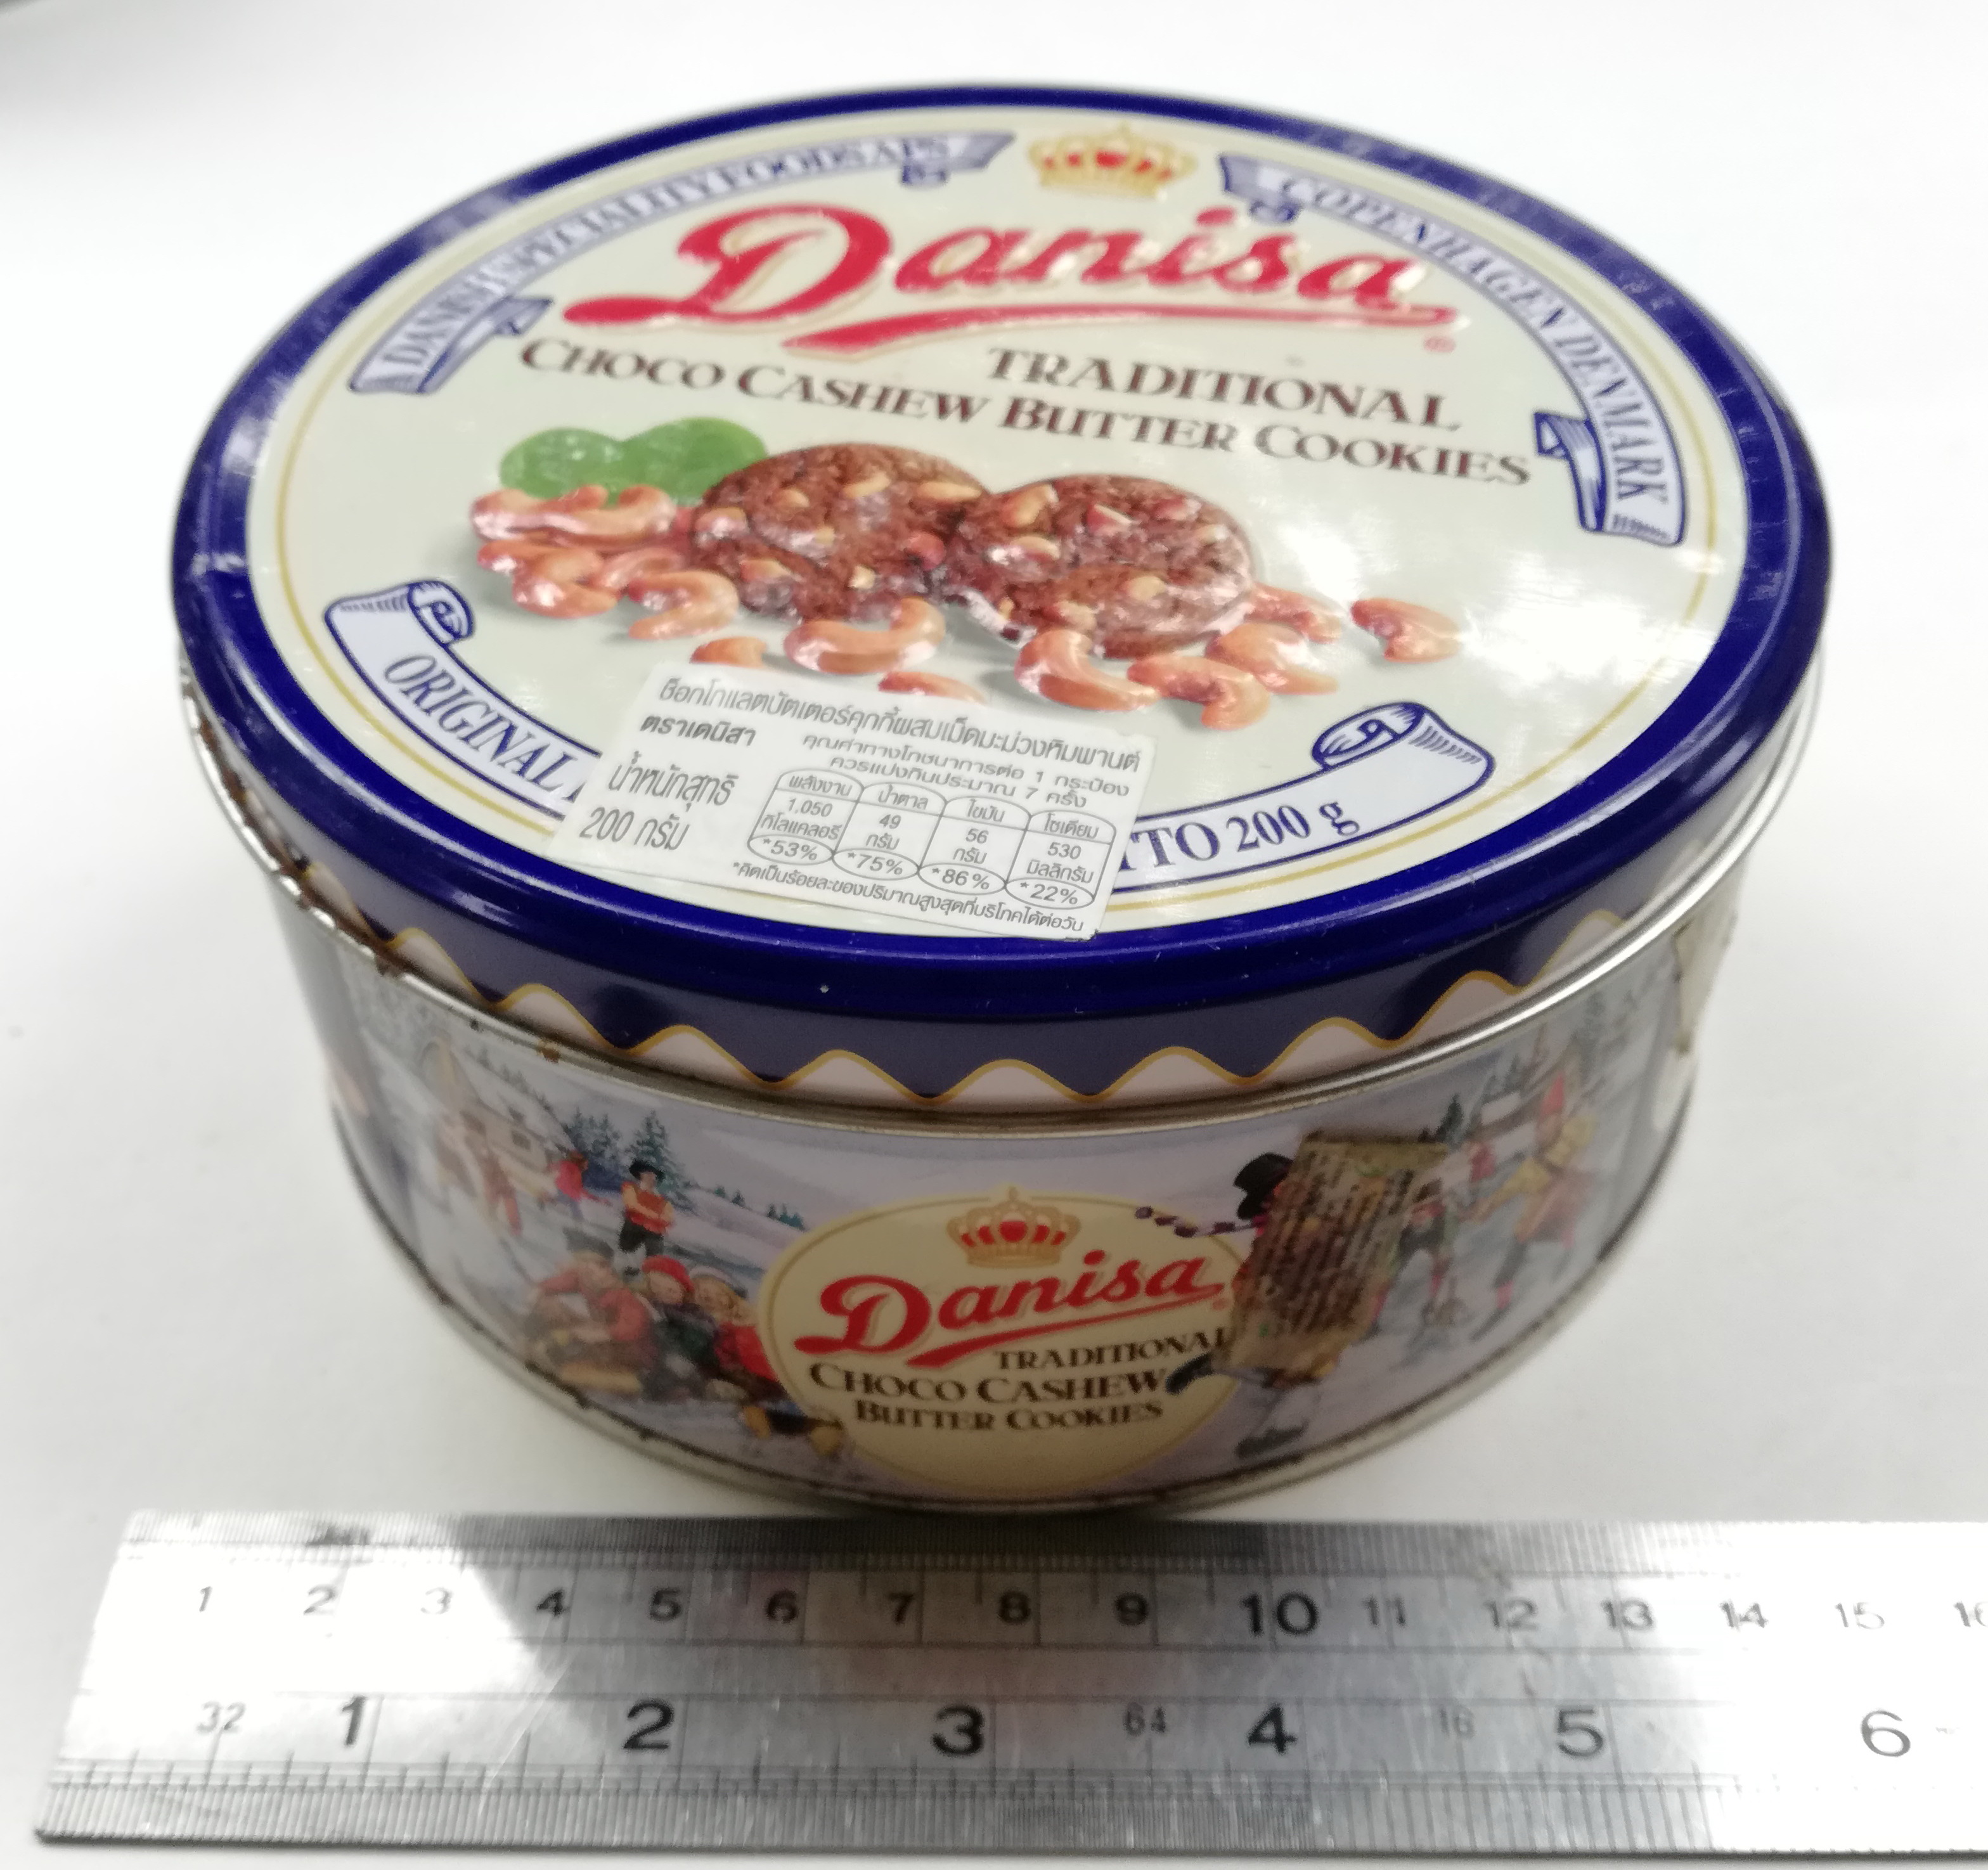 DANISH SPECIALITY FOODS APS
COPENHAGEN DENMARK
Danisa
®
TRADITIONAL
CHOCO CASHEW BUTTER COOKIES
ORIGINAL
200 g
ช็อกโกแลตบัตเตอร์คุกกี้ผสมเม็ดมะม่วงหิมพานต์
ตราเดนิสา
น้ำหนักสุทธิ
200 กรัม
คุณค่าทางโภชนาการต่อ 1 กระป๋อง
ควรแบ่งกินประมาณ 7 ครั้ง
พลังงาน น้ำตาล ไขมัน โซเดียม
1,050 49 56 530
กิโลแคลอรี กรัม กรัม มิลลิกรัม
*53% *75% *86% *22%
*คิดเป็นร้อยละของปริมาณสูงสุดที่บริโภคได้ต่อวัน
Danisa
TRADITIONAL
CHOCO CASHEW
BUTTER COOKIES
1 2 3 4 5 6 7 8 9 10 11 12 13 14 15
32 1 2 3 64 4 16 5 6